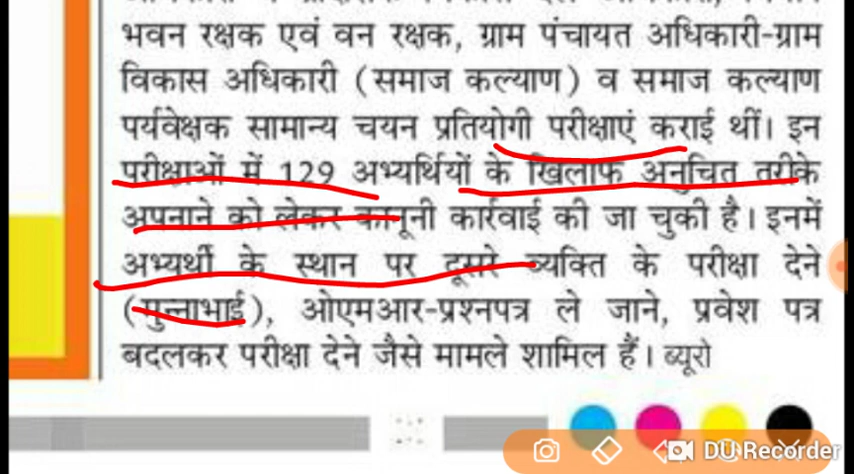 भवन रक्षक एवं वन रक्षक, ग्राम पंचायत अधिकारी-ग्राम
विकास अधिकारी (समाज कल्याण) व समाज कल्याण
पर्यवेक्षक सामान्य चयन प्रतियोगी परीक्षाएं कराई थीं। इन
परीक्षाओं में 129 अभ्यर्थियों के खिलाफ अनुचित तरीके
अपनाने को लेकर कानूनी कार्रवाई की जा चुकी है। इनमें
अभ्यर्थी के स्थान पर दूसरे व्यक्ति के परीक्षा देने
(मुन्नाभाई), ओएमआर-प्रश्नपत्र ले जाने, प्रवेश पत्र
बदलकर परीक्षा देने जैसे मामले शामिल हैं। ब्यूरो
DU Recorder